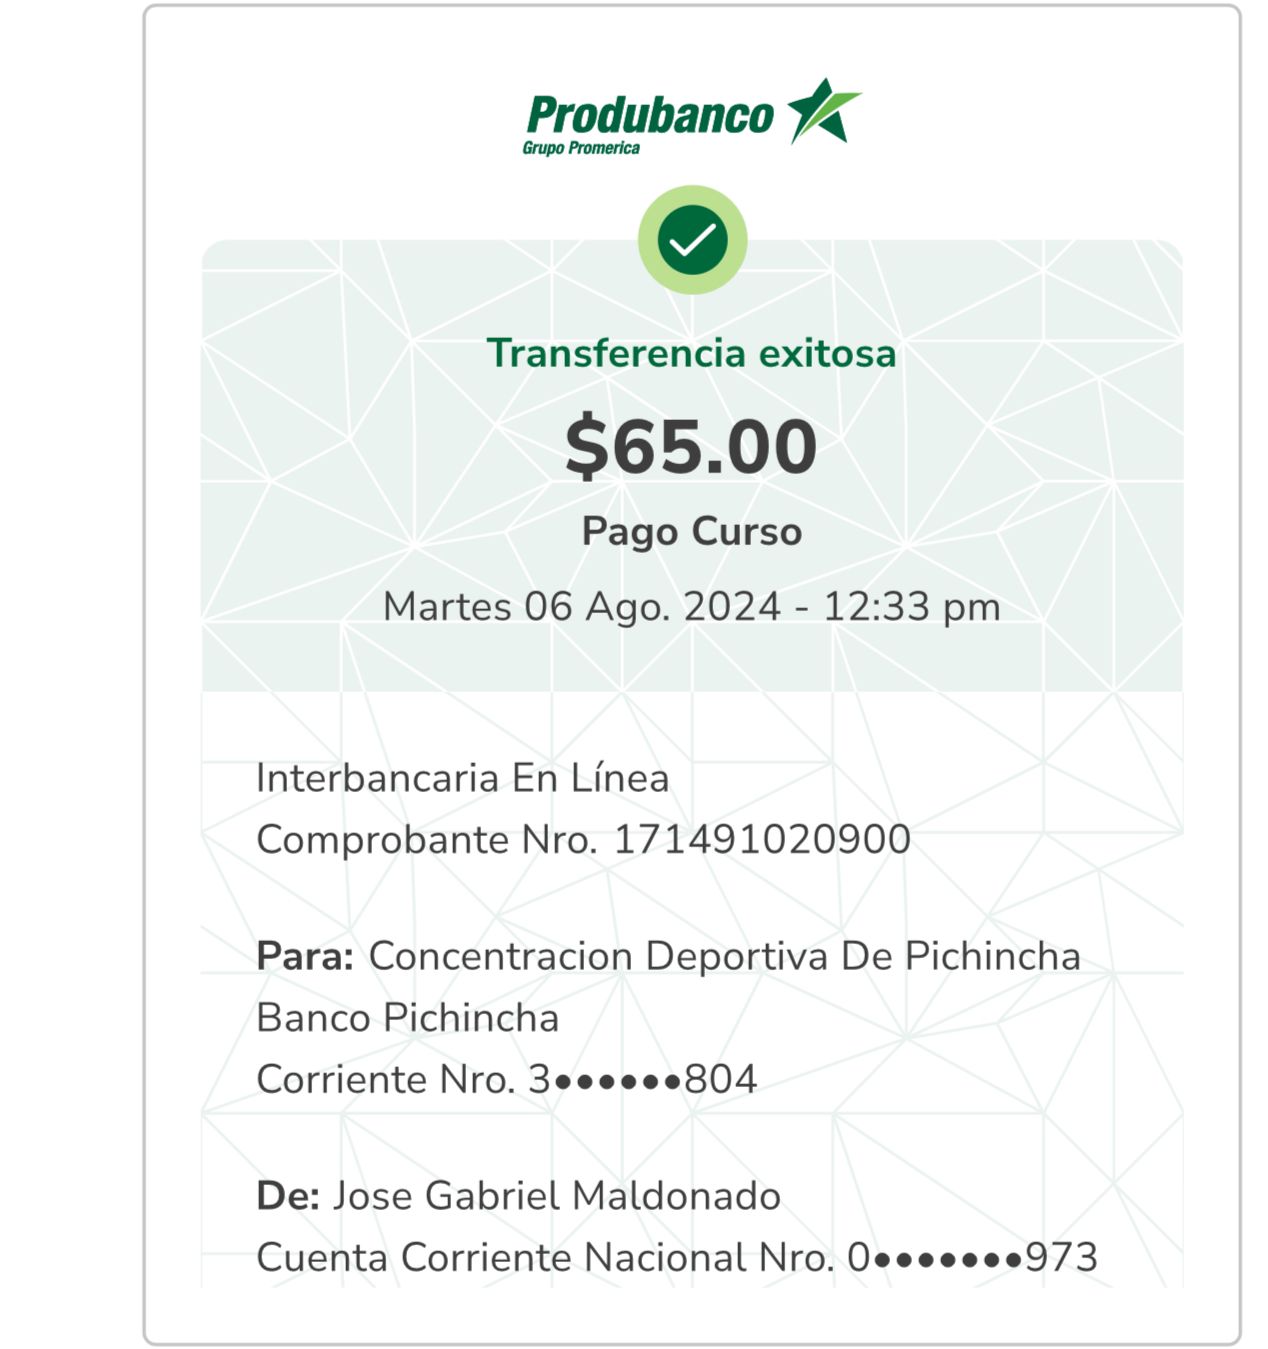 Produbanco
Grupo Promerica
Transferencia exitosa
$65.00
Pago Curso
Martes 06 Ago. 2024 - 12:33 pm
Interbancaria En Línea
Comprobante Nro. 171491020900
Para: Concentracion Deportiva De Pichincha
Banco Pichincha
Corriente Nro. 3••••••804
De: Jose Gabriel Maldonado
Cuenta Corriente Nacional Nro. 0•••••••973